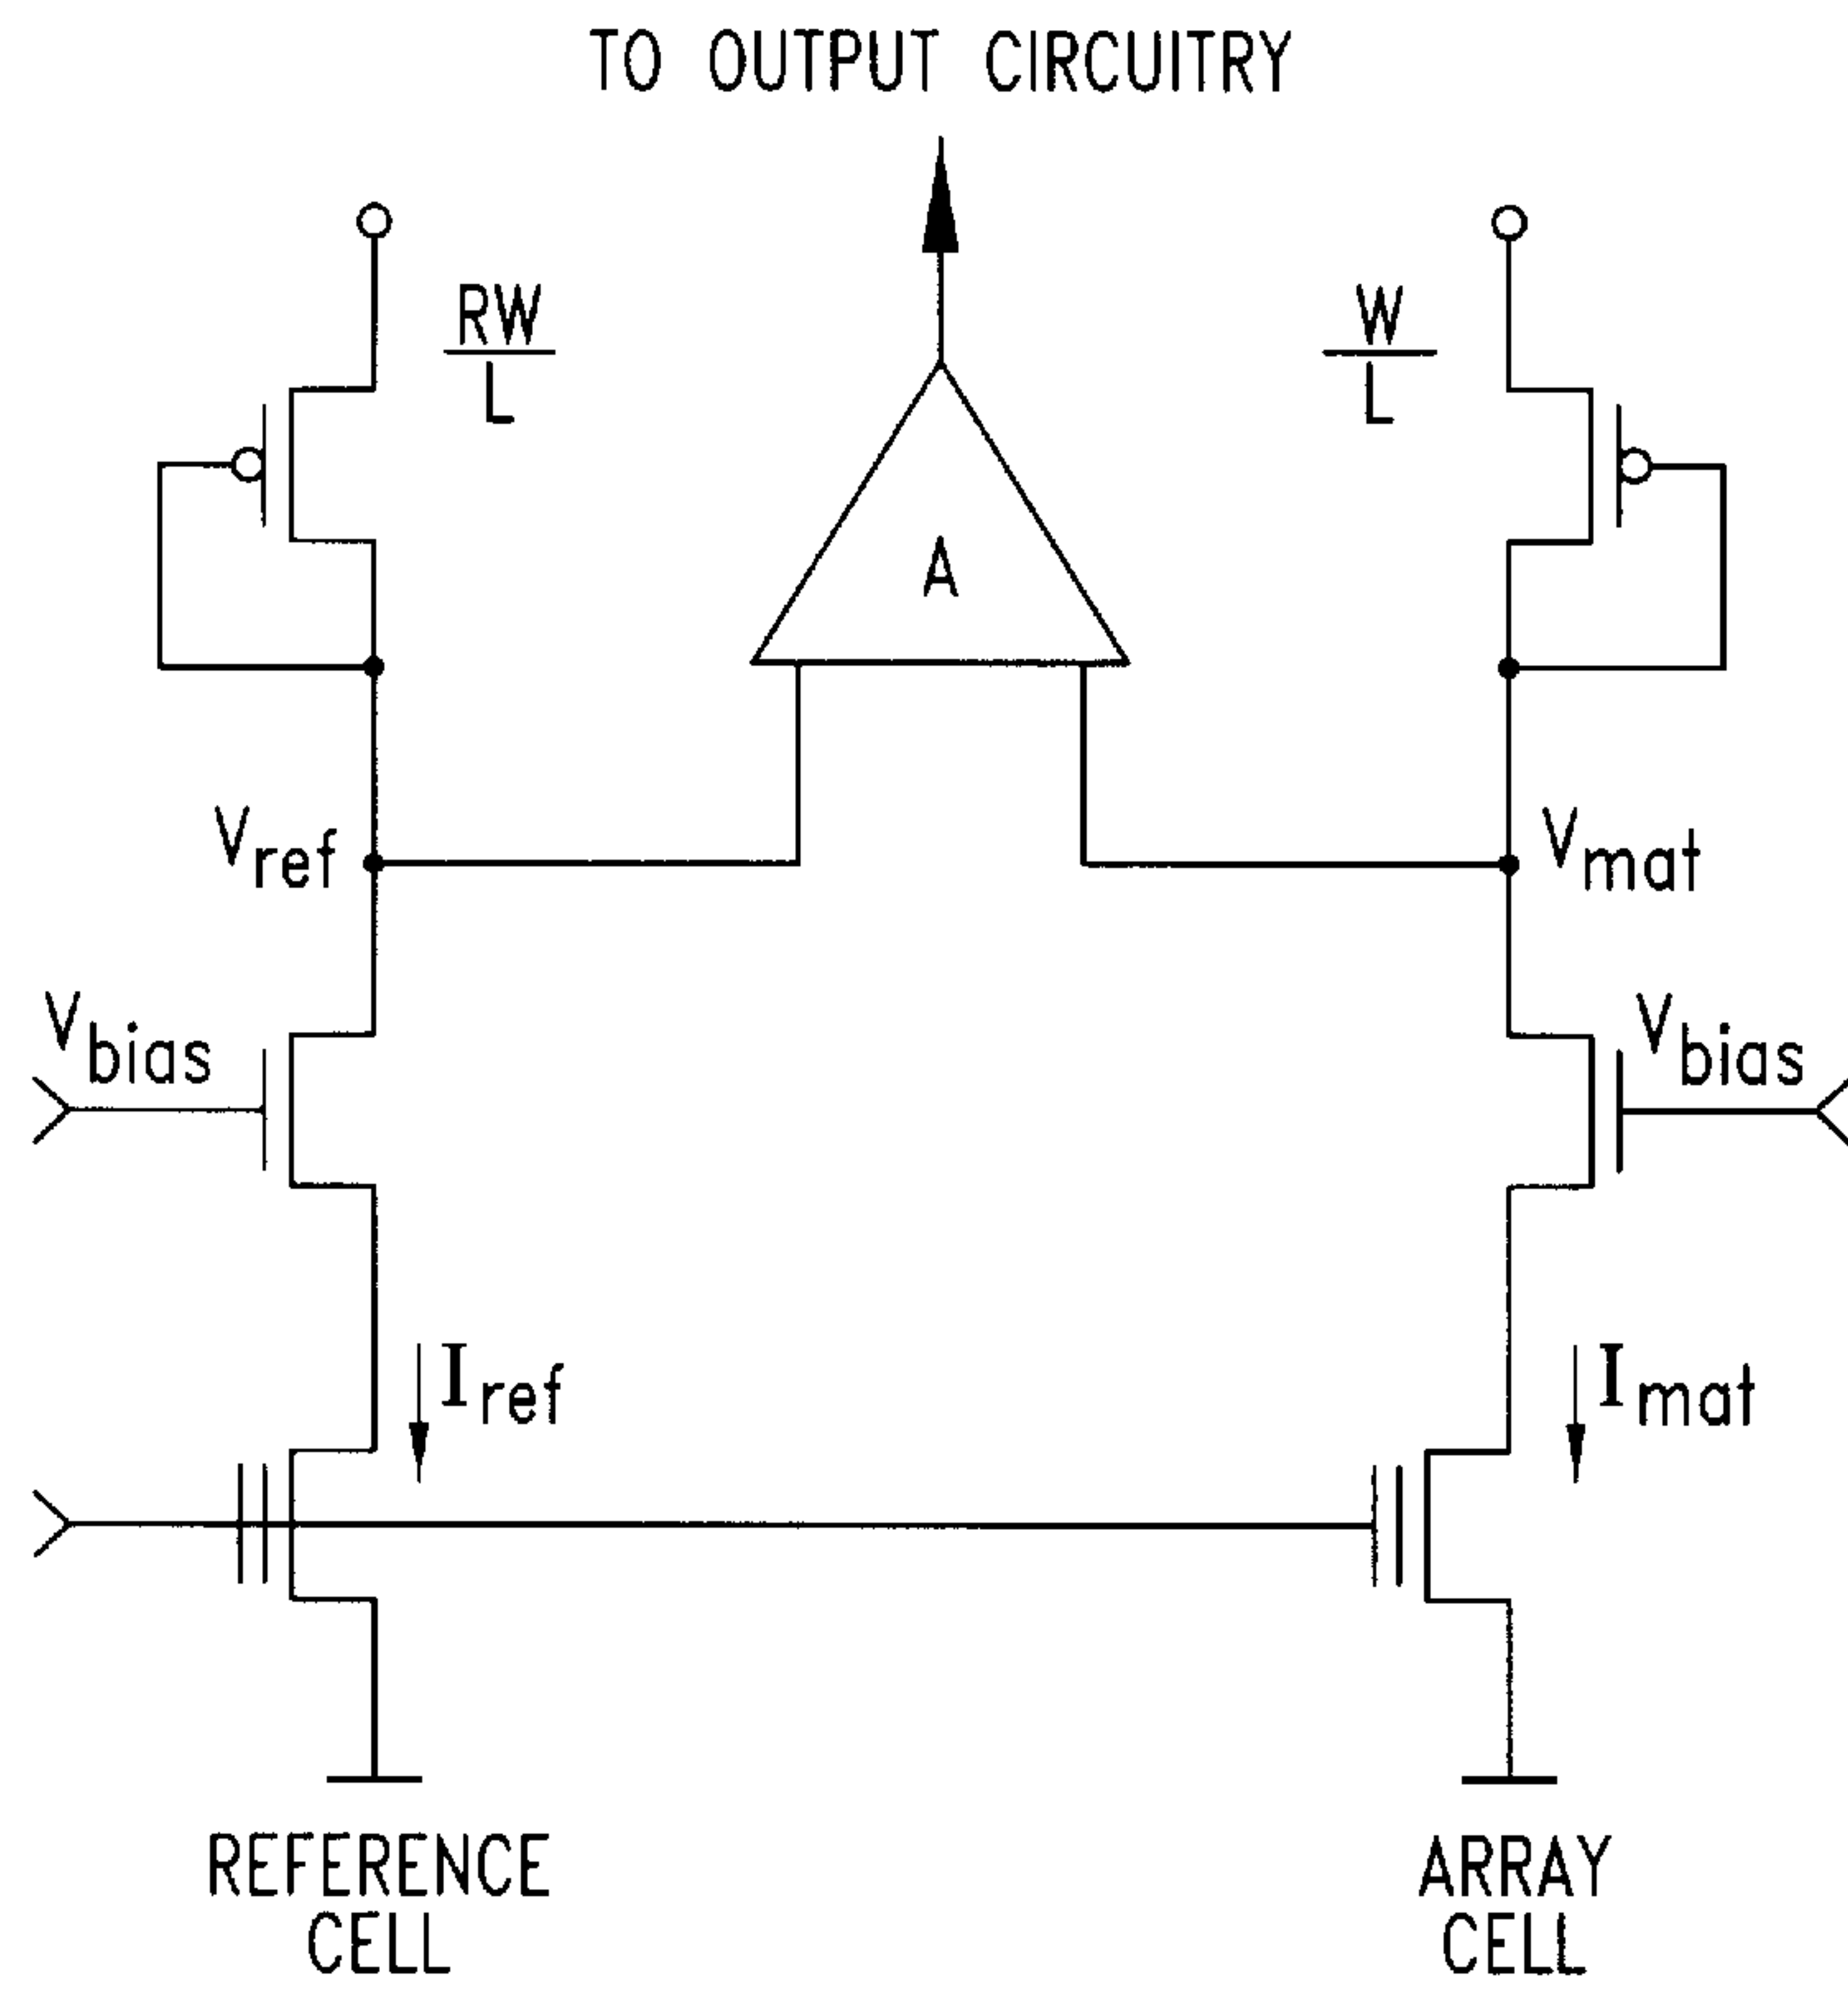 TO OUTPUT CIRCUITRY
RW
L
W
L
A
Vref
Vmat
Vbias
Vbias
Iref
Imat
REFERENCE
CELL
ARRAY
CELL